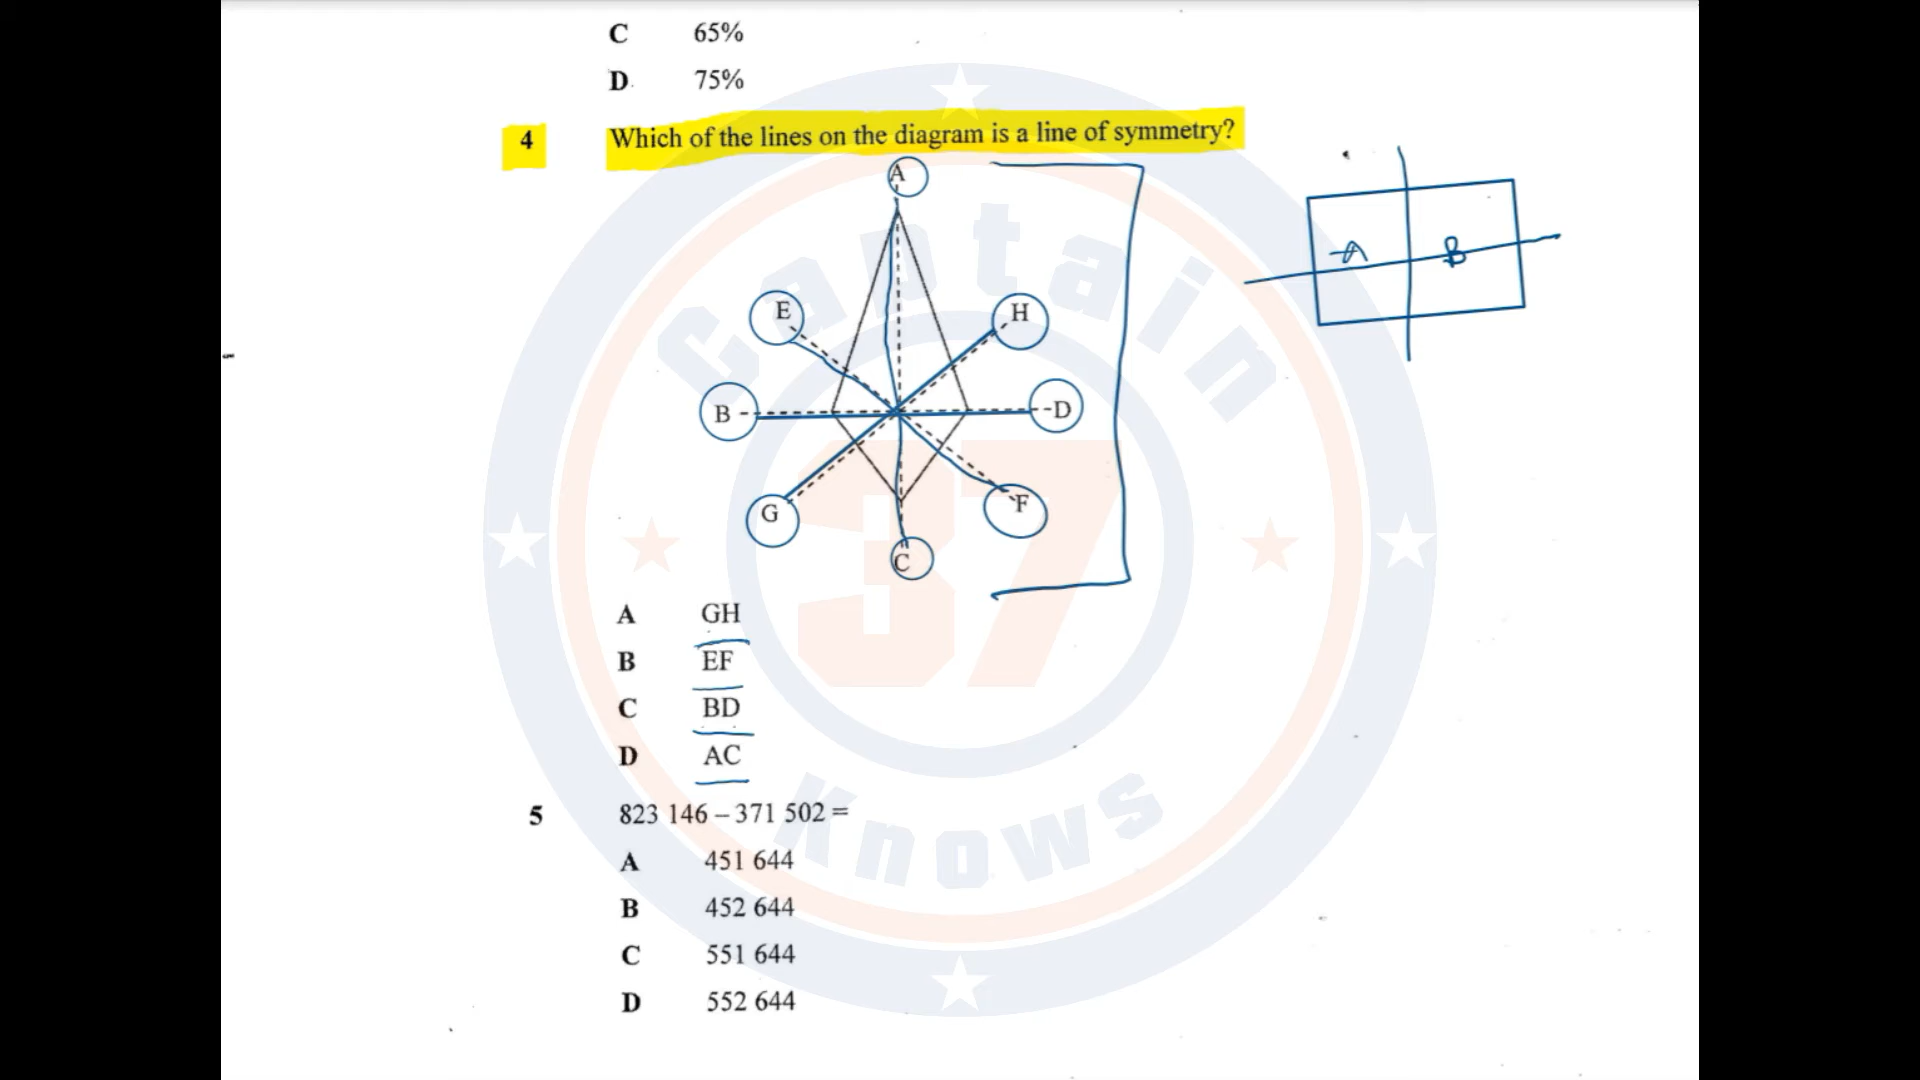 C 65%
D 75%
4 Which of the lines on the diagram is a line of symmetry?
A
E
H
A B
B
D
G
F
C
A GH
B EF
C BD
D AC
5 823 146 – 371 502 =
A 451 644
B 452 644
C 551 644
D 552 644
Captain
37
Knows